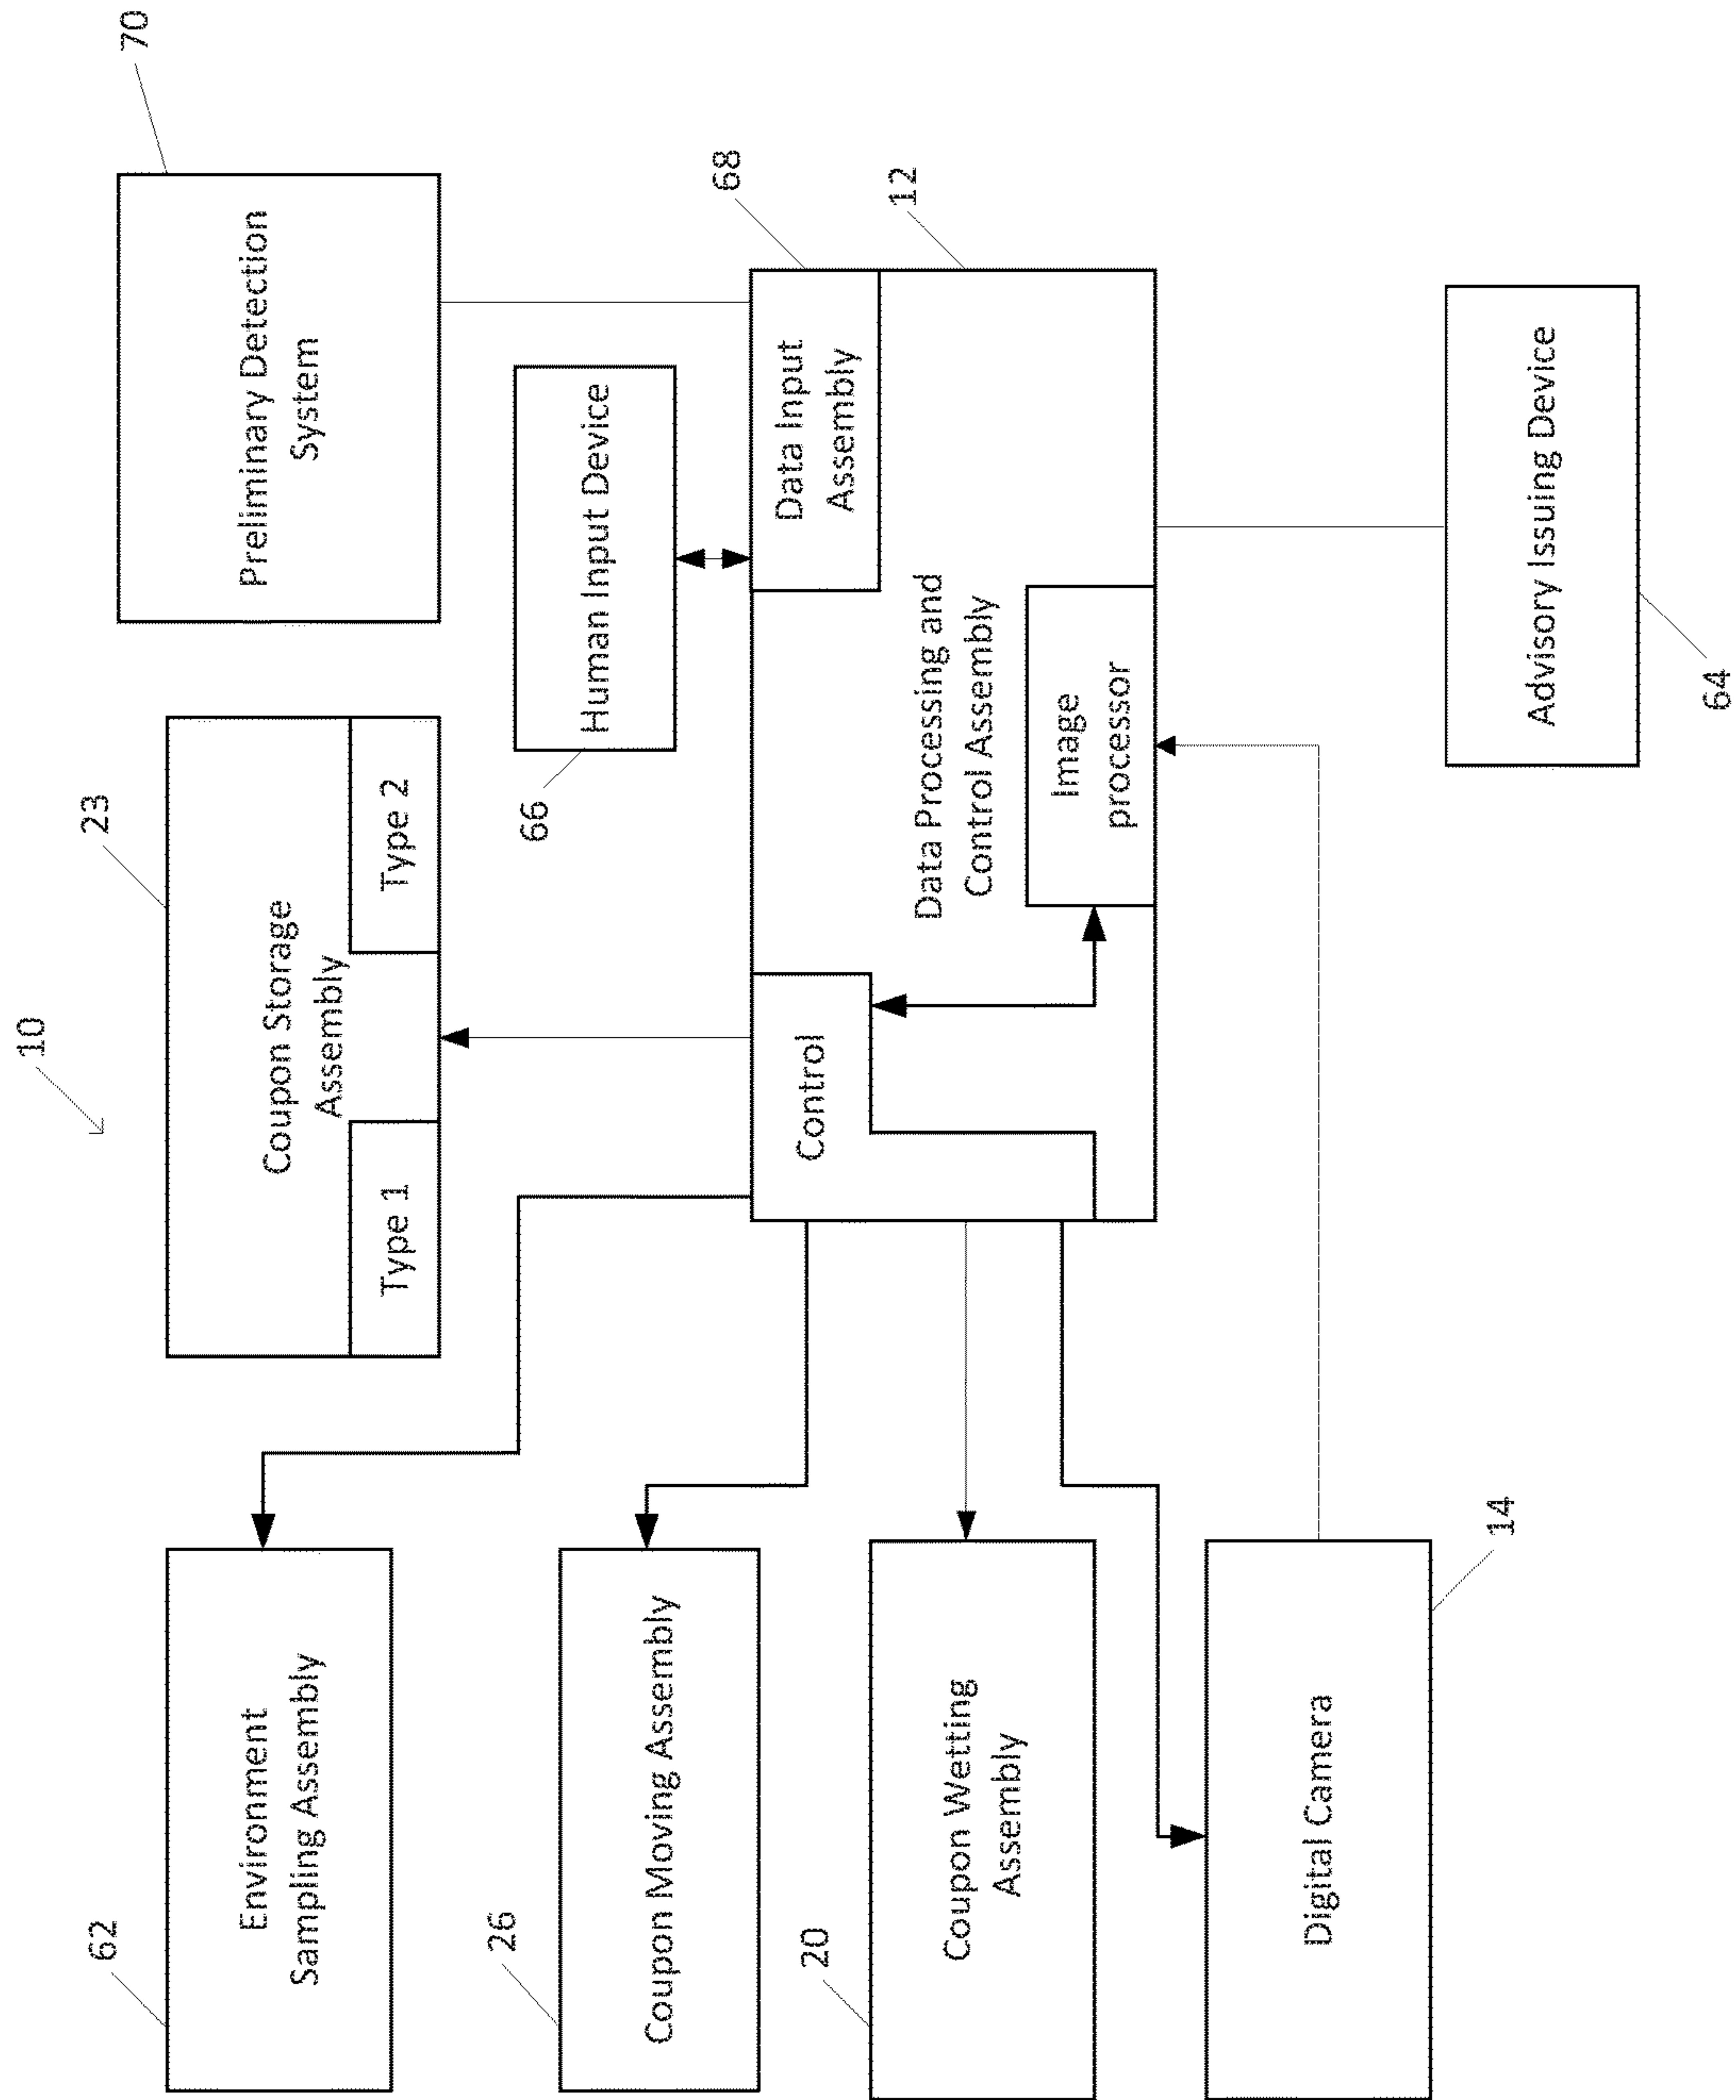 10
62
Environment
Sampling Assembly
23
Coupon Storage
Assembly
Type 1
Type 2
70
Preliminary Detection
System
26
Coupon Moving Assembly
66
Human Input Device
20
Coupon Wetting
Assembly
Control
Data Input
Assembly
68
Data Processing and
Control Assembly
12
Image
processor
Digital Camera
14
Advisory Issuing Device
64